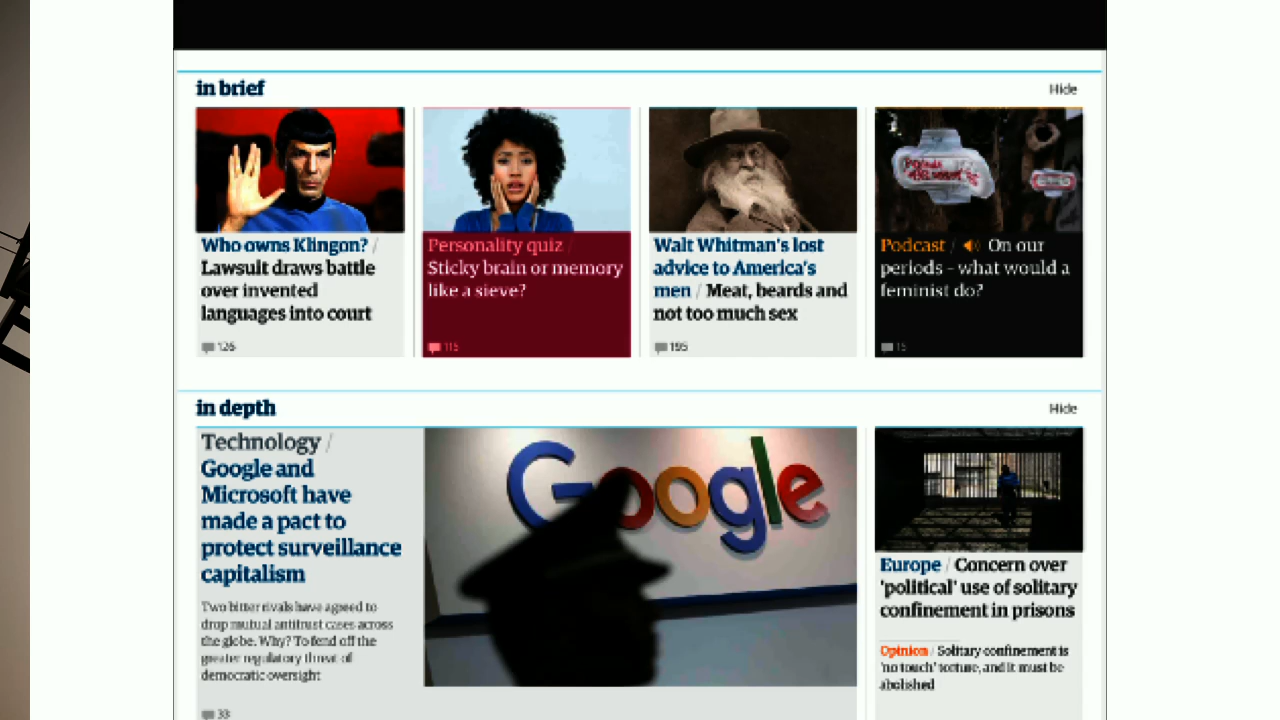 in brief
Hide
Who owns Klingon? /
Lawsuit draws battle
over invented
languages into court
126
Personality quiz /
Sticky brain or memory
like a sieve?
115
Walt Whitman's lost
advice to America's
men / Meat, beards and
not too much sex
195
Periods
Podcast / On our
periods – what would a
feminist do?
15
in depth
Hide
Technology /
Google and
Microsoft have
made a pact to
protect surveillance
capitalism
Two bitter rivals have agreed to
drop mutual antitrust cases across
the globe. Why? To fend off the
greater regulatory threat of
democratic oversight
33
Google
Europe / Concern over
'political' use of solitary
confinement in prisons
Opinion / Solitary confinement is
'no touch' torture, and it must be
abolished